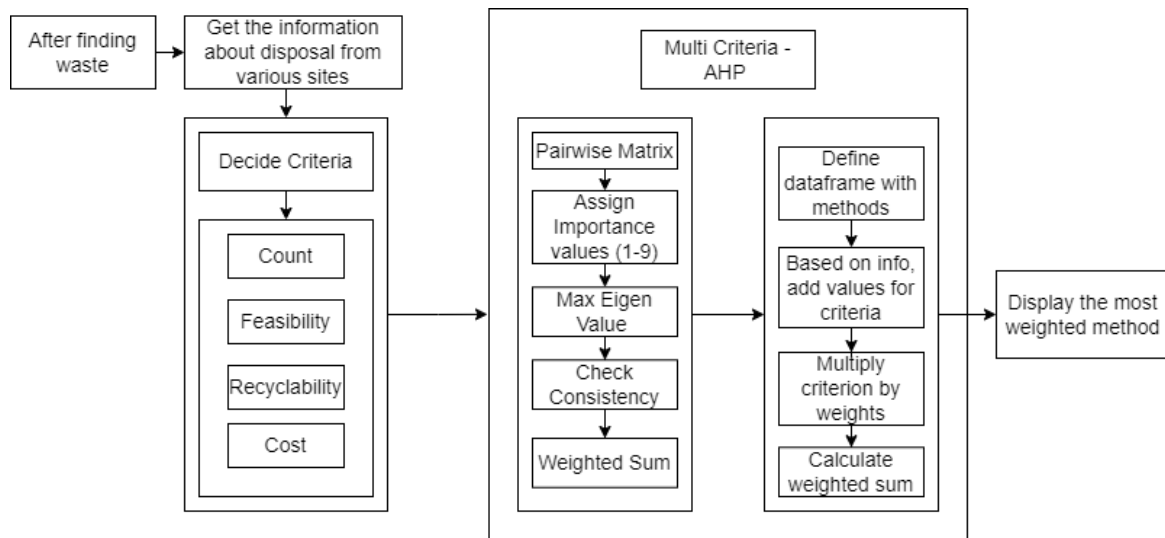 After finding
waste
Get the information
about disposal from
various sites
Decide Criteria
Count
Feasibility
Recyclability
Cost
Multi Criteria -
AHP
Pairwise Matrix
Assign
Importance
values (1-9)
Max Eigen
Value
Check
Consistency
Weighted Sum
Define
dataframe with
methods
Based on info,
add values for
criteria
Multiply
criterion by
weights
Calculate
weighted sum
Display the most
weighted method